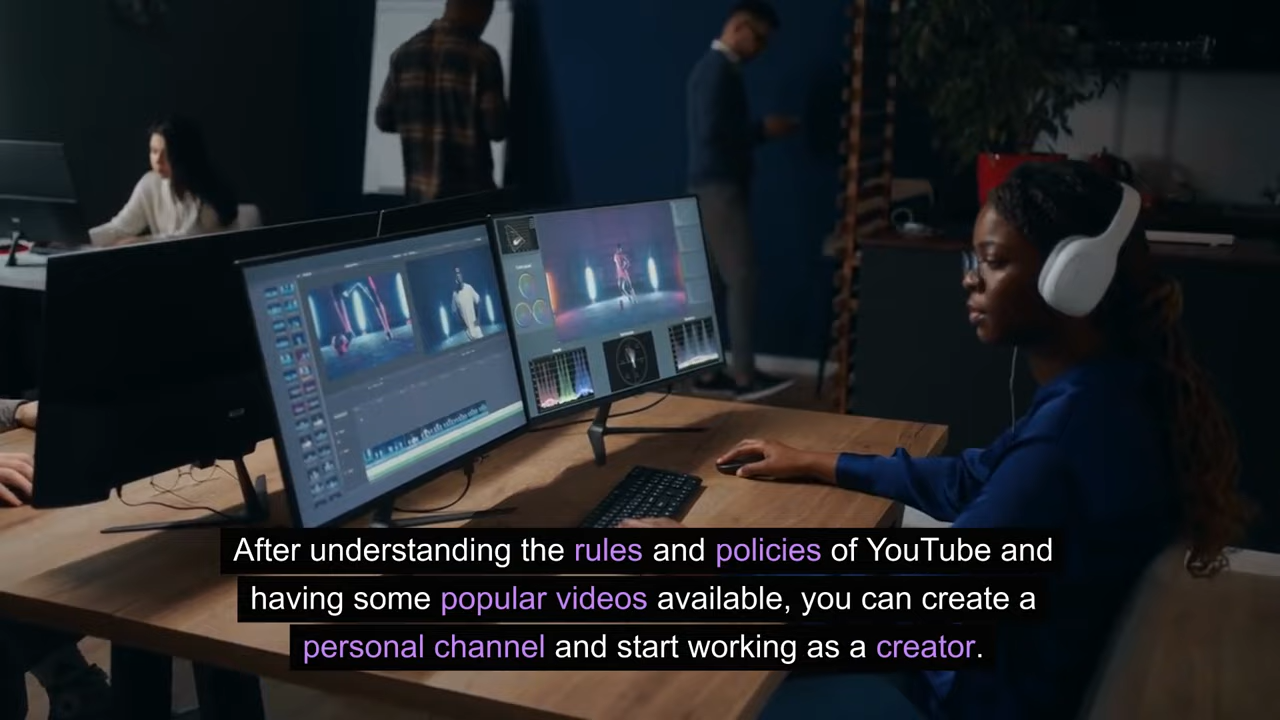 After understanding the rules and policies of YouTube and
having some popular videos available, you can create a
personal channel and start working as a creator.